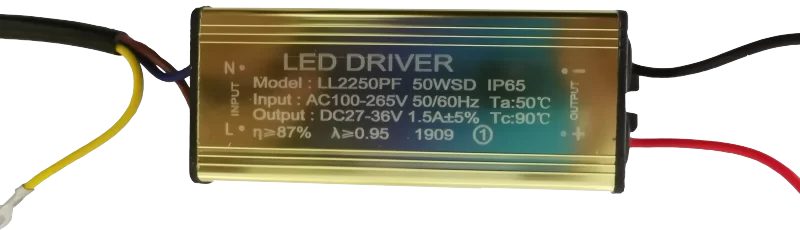 LED DRIVER
Model : LL2250PF 50WSD IP65
Input : AC100-265V 50/60Hz Ta:50℃
Output : DC27-36V 1.5A±5% Tc:90℃
η⩾87% λ⩾0.95 1909 ①
N
INPUT
L
−
OUTPUT
+